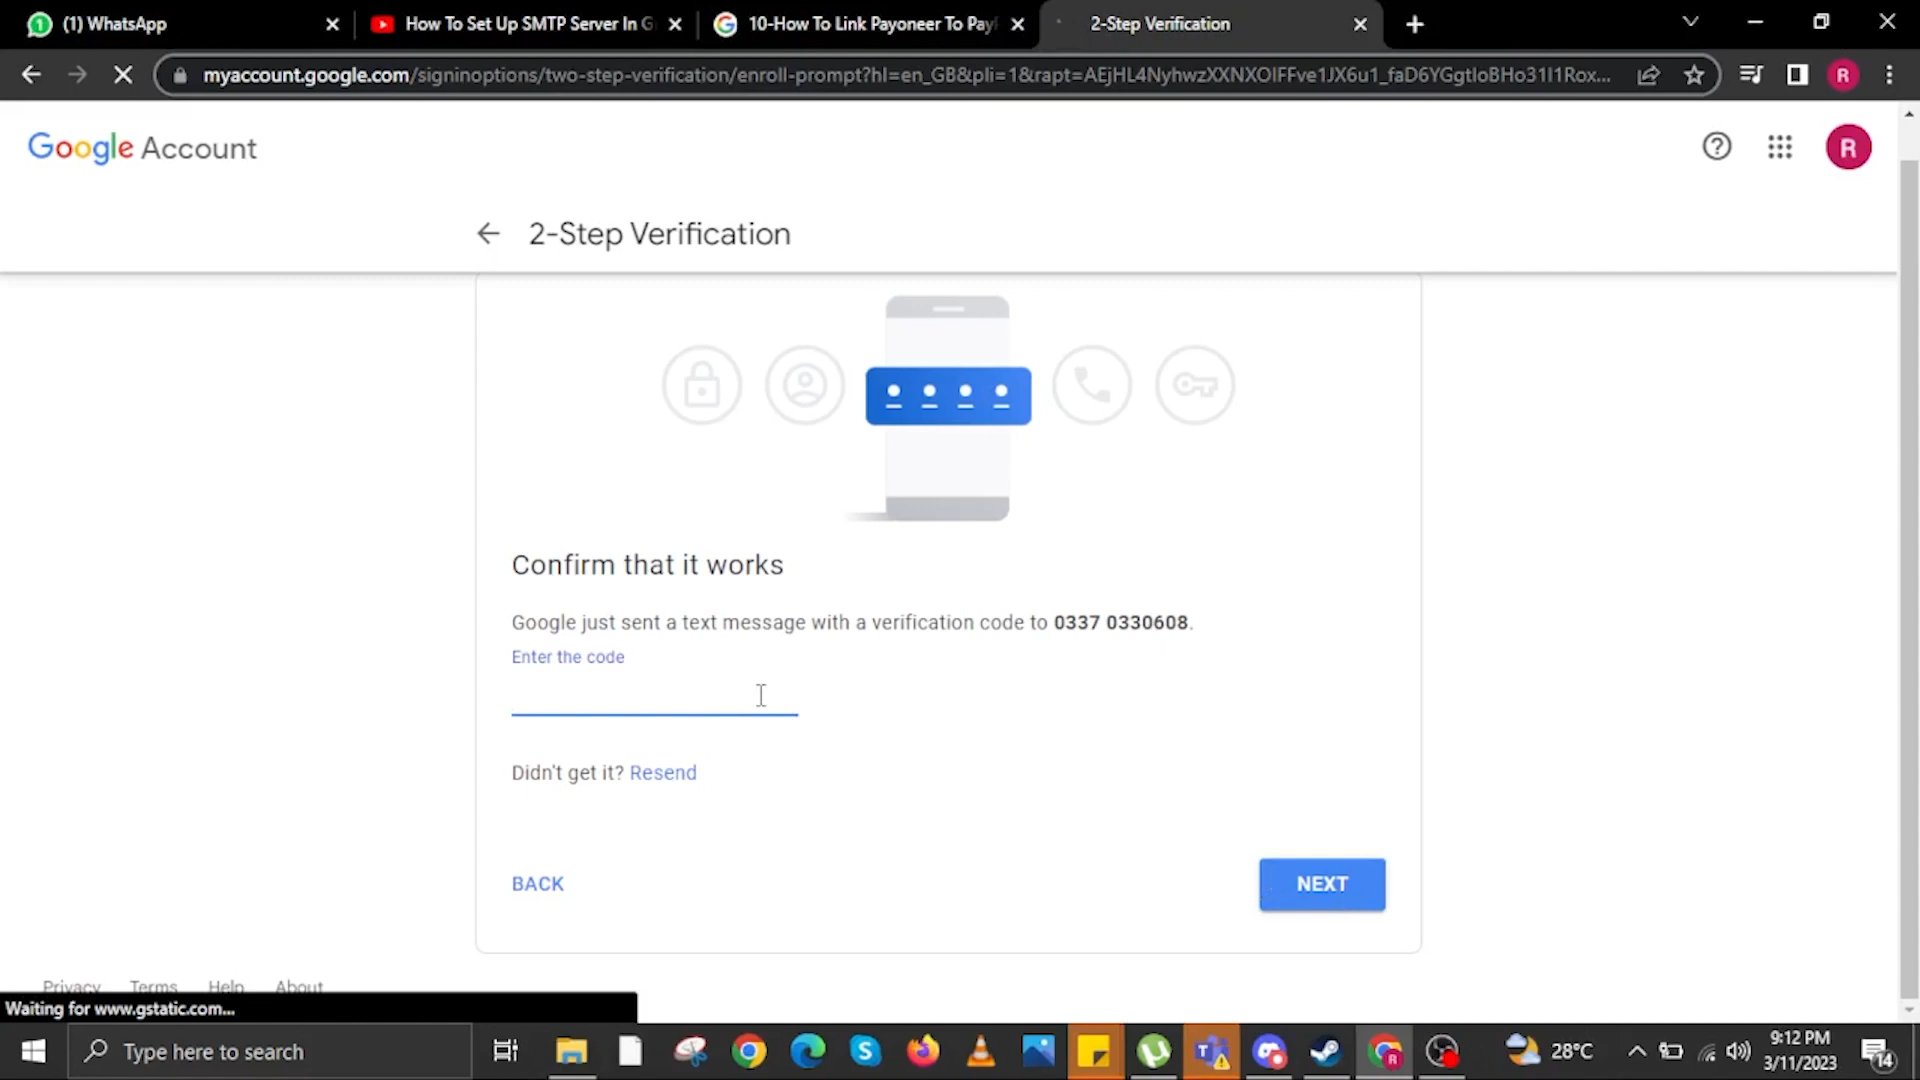 (1) WhatsApp
How To Set Up SMTP Server In G
10-How To Link Payoneer To Pay
2-Step Verification
myaccount.google.com/signinoptions/two-step-verification/enroll-prompt?hl=en_GB&pli=1&rapt=AEjHL4NyhwzXXNXOIFFve1JX6u1_faD6YGgtIoBHo31I1Rox...
R
Google Account
R
2-Step Verification
Confirm that it works
Google just sent a text message with a verification code to 0337 0330608.
Enter the code
Didn't get it? Resend
BACK
NEXT
Privacy Terms Help About
Waiting for www.gstatic.com...
Type here to search
28°C
9:12 PM
3/11/2023
14